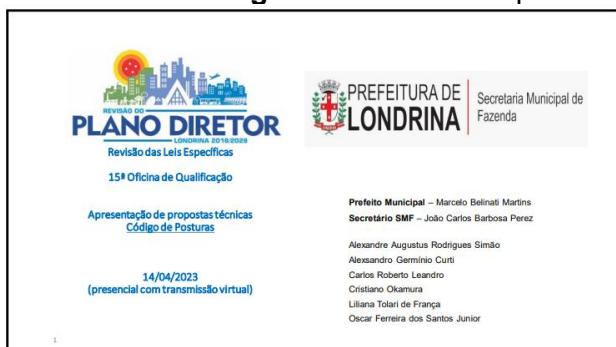 REVISÃO DO
PLANO DIRETOR
LONDRINA 2018/2028
Revisão das Leis Específicas
15ª Oficina de Qualificação
Apresentação de propostas técnicas
Código de Posturas
14/04/2023
(presencial com transmissão virtual)
1
PREFEITURA DE
LONDRINA
Secretaria Municipal de
Fazenda
Prefeito Municipal – Marcelo Belinati Martins
Secretário SMF – João Carlos Barbosa Perez
Alexandre Augustus Rodrigues Simão
Alexsandro Germínio Curti
Carlos Roberto Leandro
Cristiano Okamura
Liliana Tolari de França
Oscar Ferreira dos Santos Junior